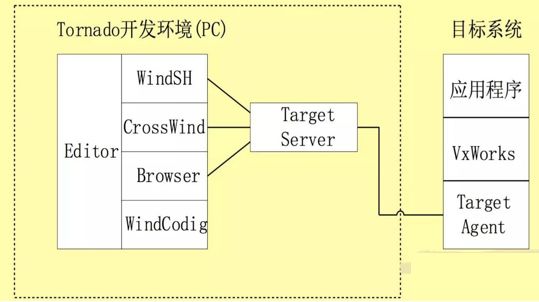 Tornado开发环境(PC)
目标系统
Editor
WindSH
CrossWind
Browser
WindCodig
Target
Server
应用程序
VxWorks
Target
Agent